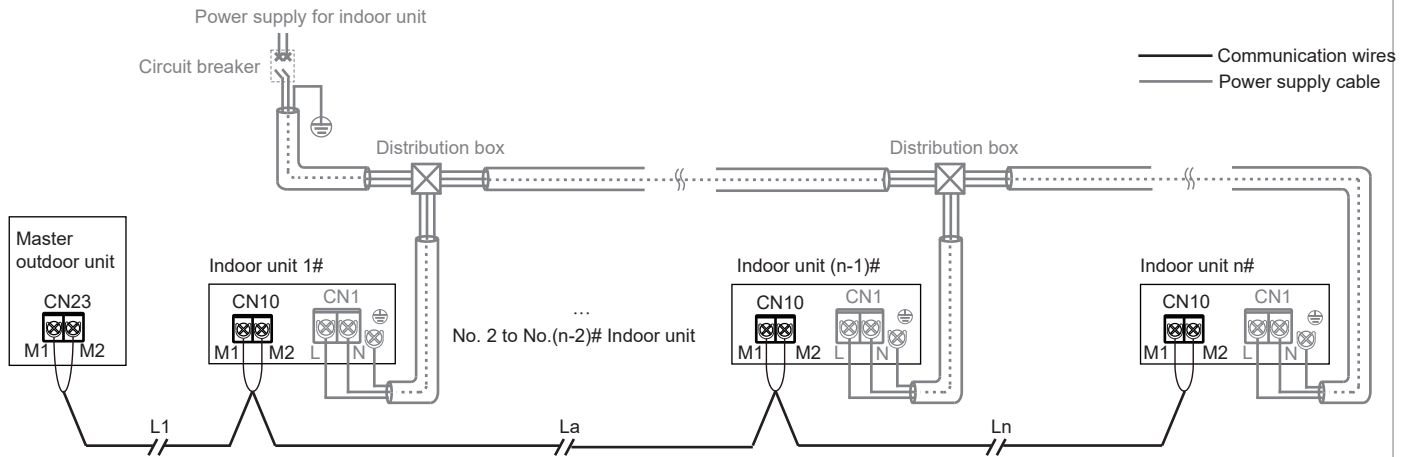 Power supply for indoor unit
Circuit breaker
Communication wires
Power supply cable
Distribution box
Distribution box
Master
outdoor unit
CN23
M1 M2
Indoor unit 1#
CN10 CN1
M1 M2 L N
...
No. 2 to No.(n-2)# Indoor unit
Indoor unit (n-1)#
CN10 CN1
M1 M2 L N
Indoor unit n#
CN10 CN1
M1 M2 L N
L1
La
Ln